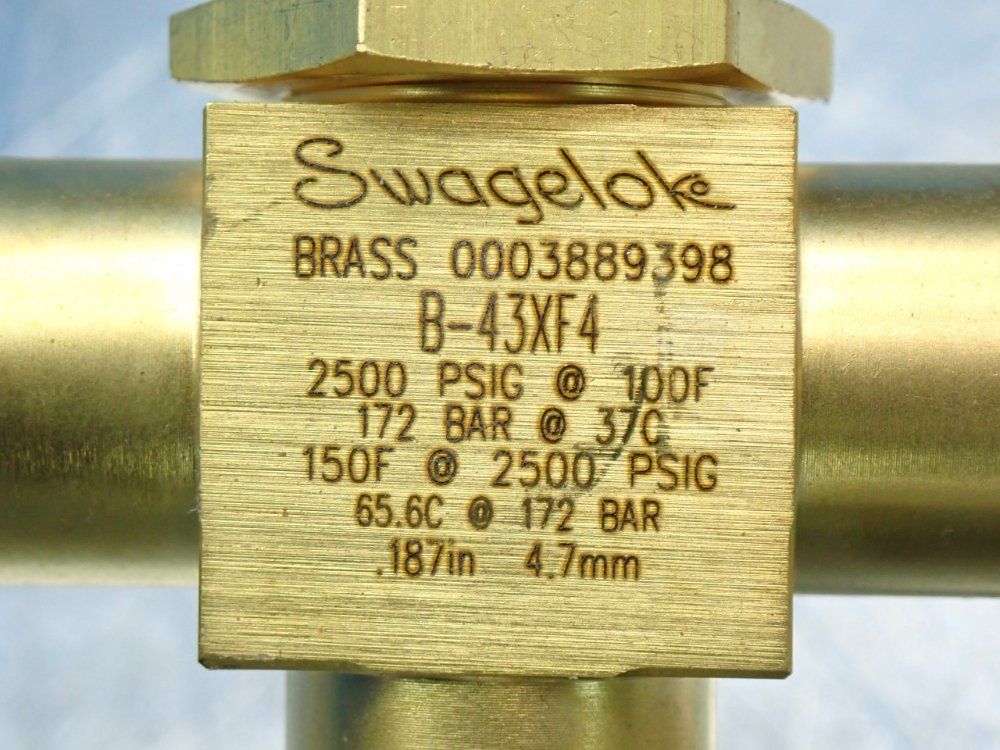 Swagelok
BRASS 0003889398
B-43XF4
2500 PSIG @ 100F
172 BAR @ 37C
150F @ 2500 PSIG
65.6C @ 172 BAR
.187in 4.7mm